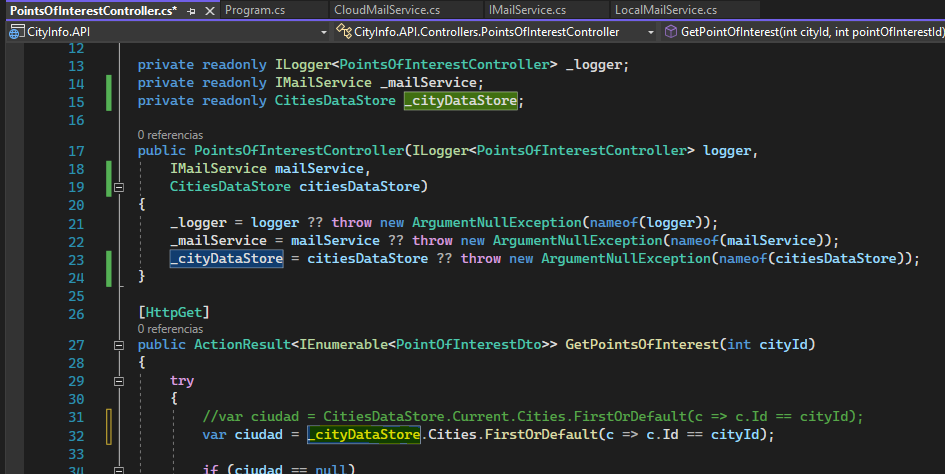 PointsOfInterestController.cs* Program.cs CloudMailService.cs IMailService.cs LocalMailService.cs
CityInfo.API CityInfo.API.Controllers.PointsOfInterestController GetPointOfInterest(int cityId, int pointOfInterestId)
12
13 private readonly ILogger<PointsOfInterestController> _logger;
14 private readonly IMailService _mailService;
15 private readonly CitiesDataStore _cityDataStore;
16
0 referencias
17 public PointsOfInterestController(ILogger<PointsOfInterestController> logger,
18 IMailService mailService,
19 CitiesDataStore citiesDataStore)
20 {
21 _logger = logger ?? throw new ArgumentNullException(nameof(logger));
22 _mailService = mailService ?? throw new ArgumentNullException(nameof(mailService));
23 _cityDataStore = citiesDataStore ?? throw new ArgumentNullException(nameof(citiesDataStore));
24 }
25
26 [HttpGet]
0 referencias
27 public ActionResult<IEnumerable<PointOfInterestDto>> GetPointsOfInterest(int cityId)
28 {
29 try
30 {
31 //var ciudad = CitiesDataStore.Current.Cities.FirstOrDefault(c => c.Id == cityId);
32 var ciudad = _cityDataStore.Cities.FirstOrDefault(c => c.Id == cityId);
33
34 if (ciudad == null)